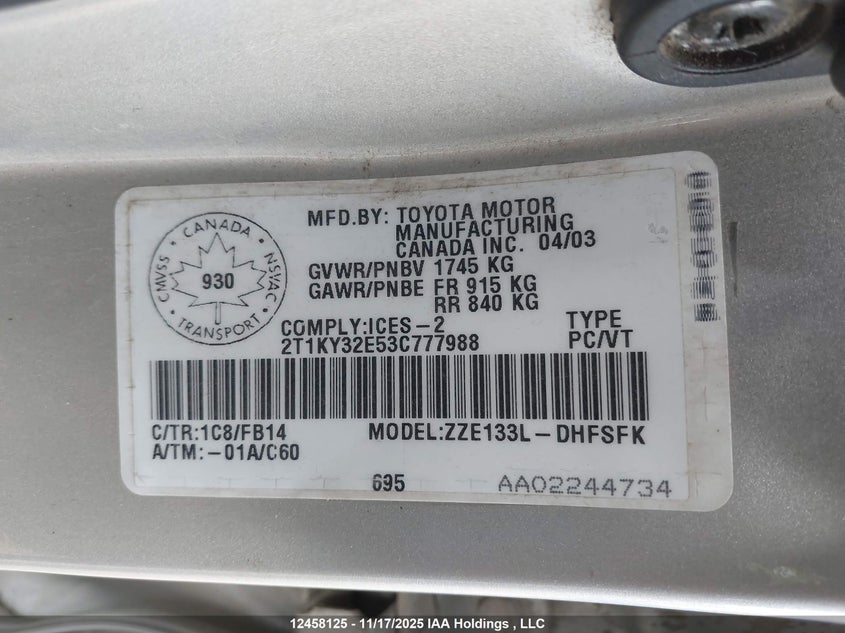 MFD.BY: TOYOTA MOTOR
MANUFACTURING
CANADA INC. 04/03
CANADA
CMVSS
NSVAC
930
TRANSPORT
GVWR/PNBV 1745 KG
GAWR/PNBE FR 915 KG
RR 840 KG
COMPLY:ICES-2
TYPE
2T1KY32E53C777988
PC/VT
C/TR:1C8/FB14
MODEL:ZZE133L-DHFSFK
A/TM:-01A/C60
695
AA02244734
12458125 - 11/17/2025 IAA Holdings , LLC